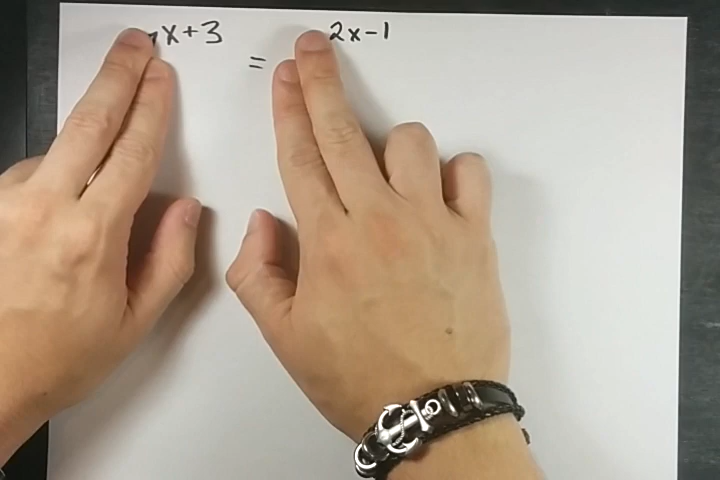 x+3 = 2x-1